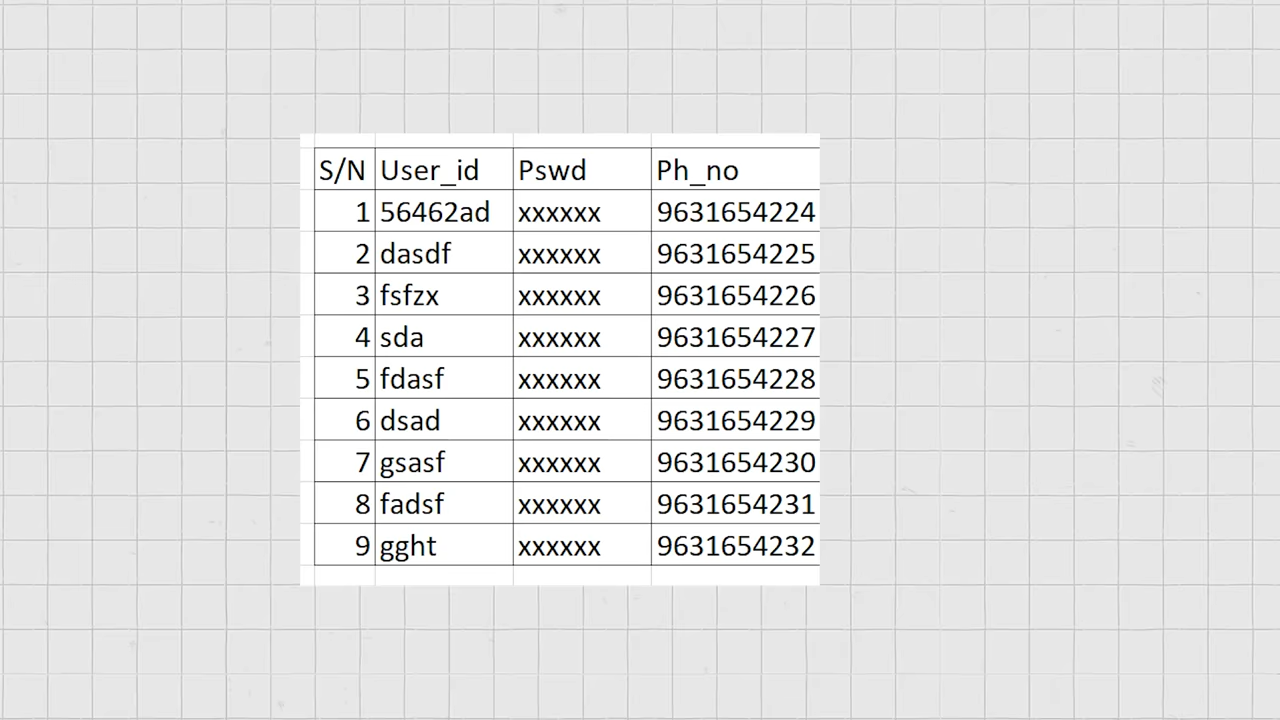 S/N User_id Pswd Ph_no
1 56462ad xxxxxx 9631654224
2 dasdf xxxxxx 9631654225
3 fsfzx xxxxxx 9631654226
4 sda xxxxxx 9631654227
5 fdasf xxxxxx 9631654228
6 dsad xxxxxx 9631654229
7 gsasf xxxxxx 9631654230
8 fadsf xxxxxx 9631654231
9 gght xxxxxx 9631654232